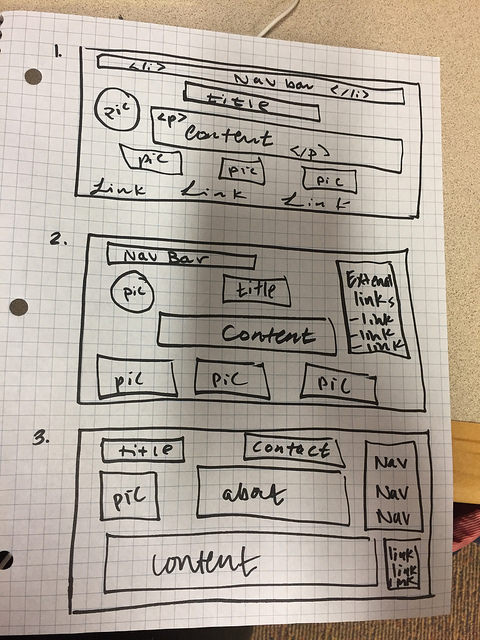 1.
<li> Nav bar </li>
title
pic
<p> Content </p>
pic pic pic
Link Link Link
2.
Nav Bar
pic title
Content
Extend
links
- link
- link
- link
pic pic pic
3.
title contact
pic about
Nav
Nav
Nav
content
link
link
link